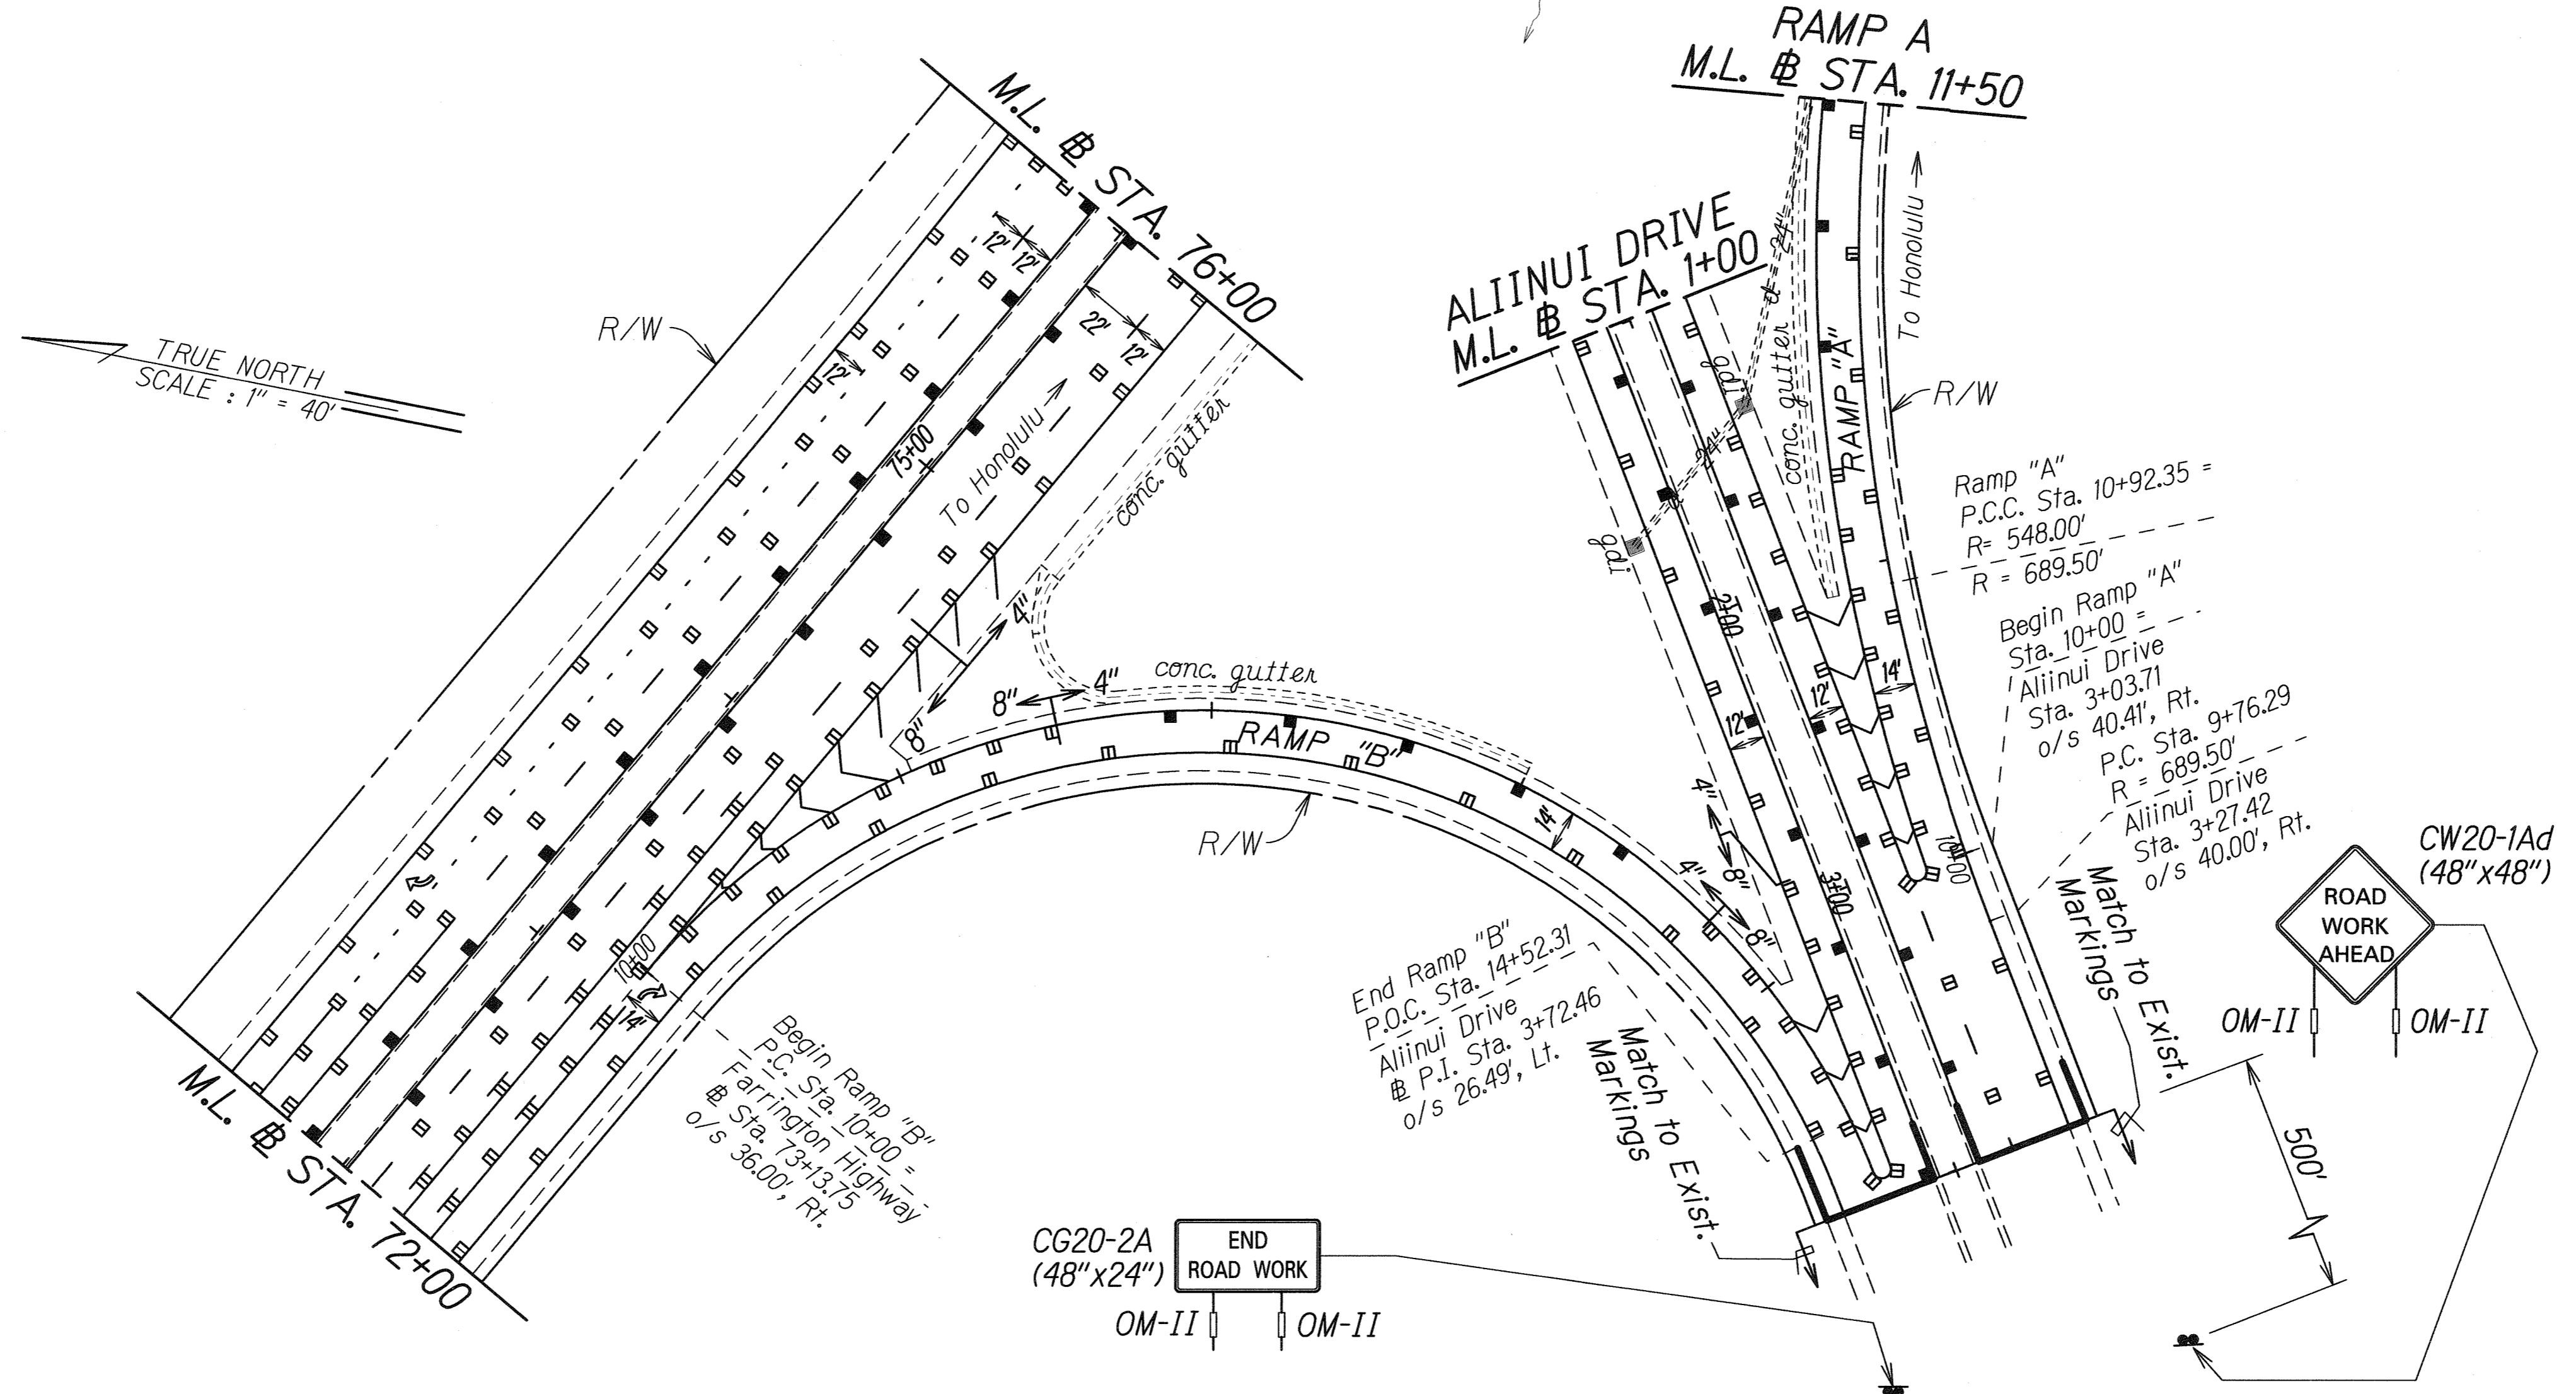 RAMP A
M.L. ⅊ STA. 11+50
M.L. ⅊ STA. 76+00
ALIINUI DRIVE
M.L. ⅊ STA. 1+00
TRUE NORTH
SCALE : 1" = 40'
R/W
12'
12'
22'
12'
12'
75+00
To Honolulu
conc. gutter
4"
8"
8"
4"
conc. gutter
RAMP "B"
R/W
14'
10+00
14'
M.L. ⅊ STA. 72+00
Begin Ramp "B"
P.C. Sta. 10+00 =
Farrington Highway
⅊ Sta. 73+13.75
o/s 36.00', Rt.
d 24"
gdi
24"
gdi
conc. gutter
RAMP "A"
To Honolulu
R/W
2+00
12'
12'
14'
4"
8"
4"
8"
3+00
10+00
Ramp "A"
P.C.C. Sta. 10+92.35 =
R= 548.00'
R = 689.50'
Begin Ramp "A"
Sta. 10+00 =
Aliinui Drive
Sta. 3+03.71
o/s 40.41', Rt.
P.C. Sta. 9+76.29
R = 689.50'
Aliinui Drive
Sta. 3+27.42
o/s 40.00', Rt.
Match to Exist.
Markings
End Ramp "B"
P.O.C. Sta. 14+52.31
Aliinui Drive
⅊ P.I. Sta. 3+72.46
o/s 26.49', Lt.
Match to Exist.
Markings
CW20-1Ad
(48"x48")
ROAD
WORK
AHEAD
OM-II
OM-II
500'
CG20-2A
(48"x24")
END
ROAD WORK
OM-II
OM-II